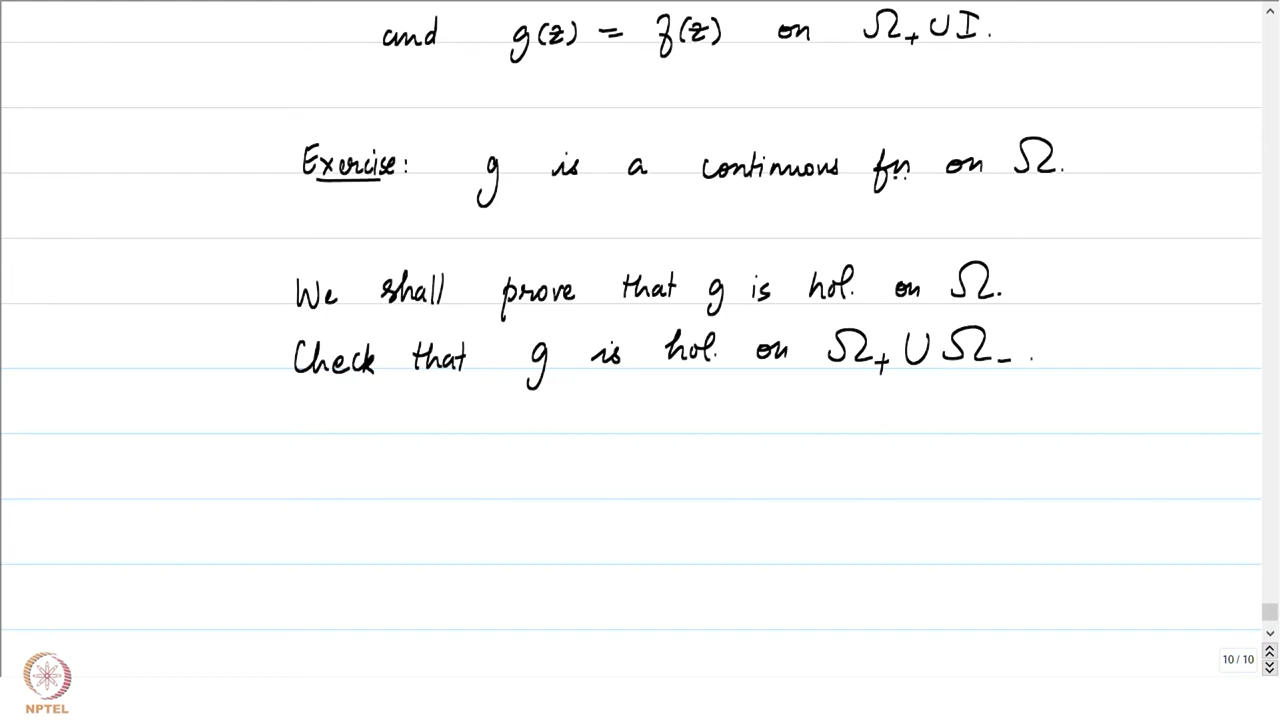 and g(z) = f(z) on Ω₊ ∪ I.
Exercise: g is a continuous fn. on Ω.
We shall prove that g is hol. on Ω.
Check that g is hol. on Ω₊ ∪ Ω₋.
10 / 10
NPTEL